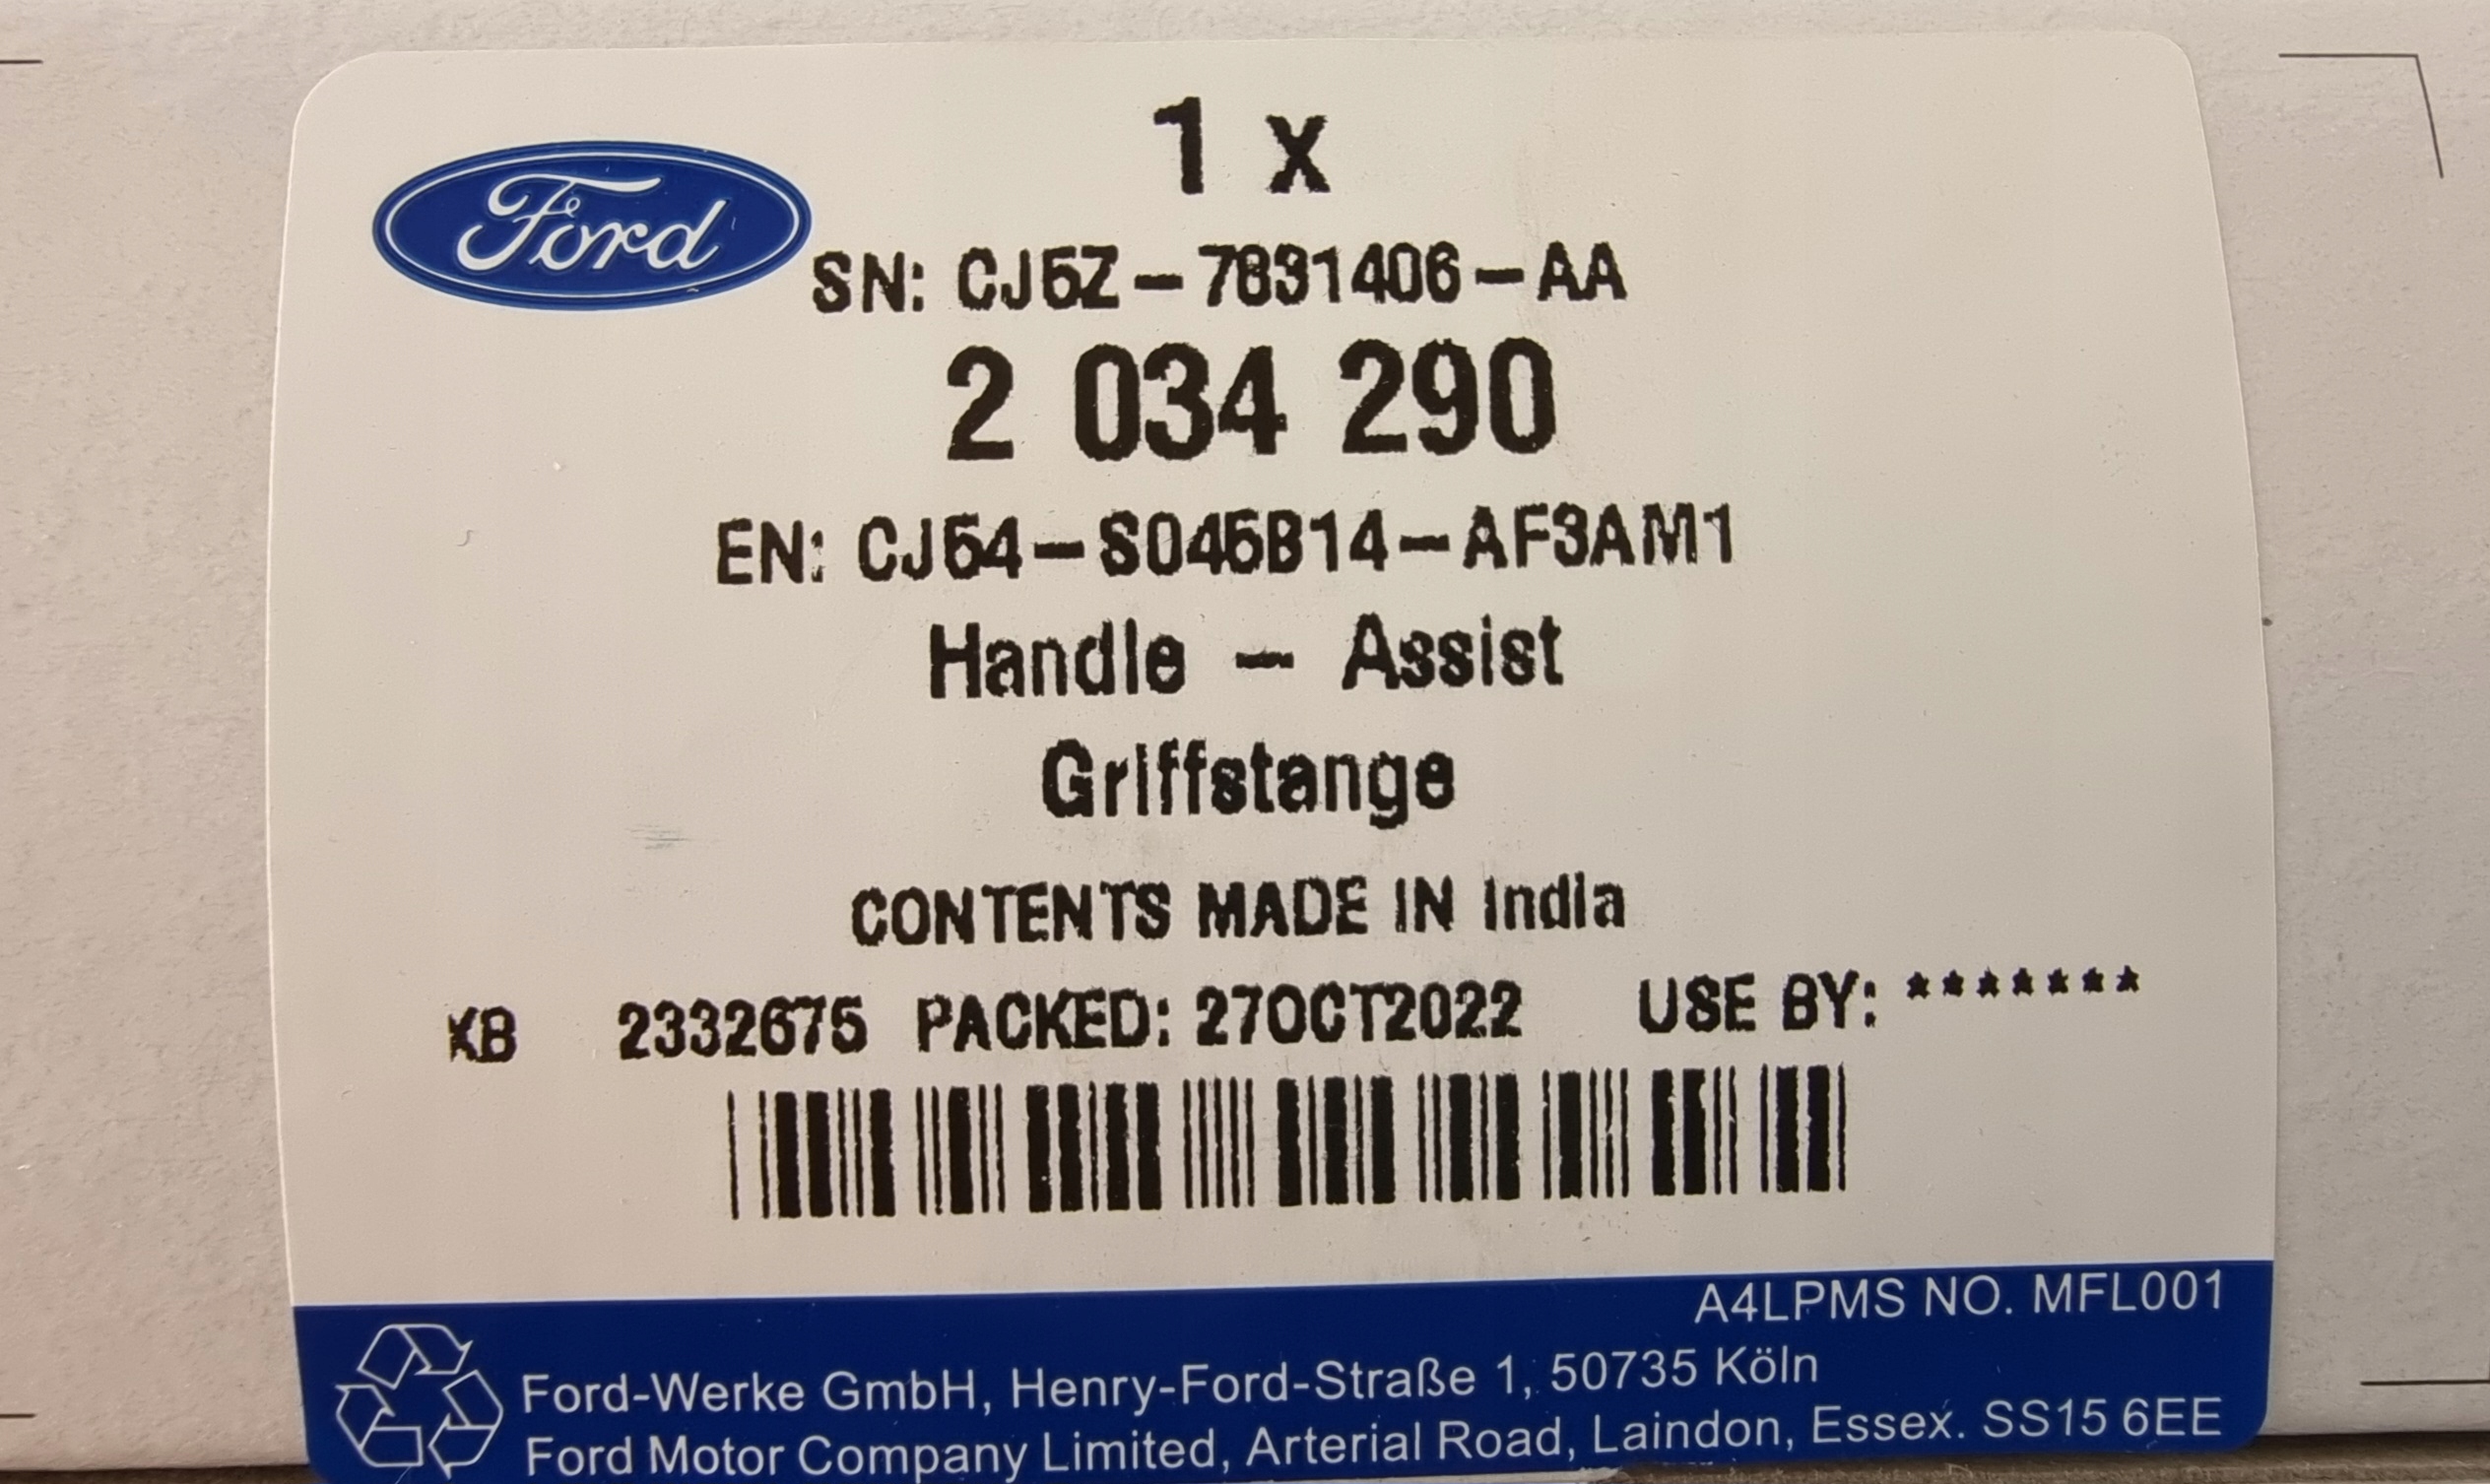 1 x
Ford
SN: CJ5Z-7831406-AA
2 034 290
EN: CJ54-S045B14-AF3AM1
Handle - Assist
Griffstange
CONTENTS MADE IN India
KB 2332675 PACKED: 27OCT2022 USE BY: *******
A4LPMS NO. MFL001
Ford-Werke GmbH, Henry-Ford-Straße 1, 50735 Köln
Ford Motor Company Limited, Arterial Road, Laindon, Essex. SS15 6EE